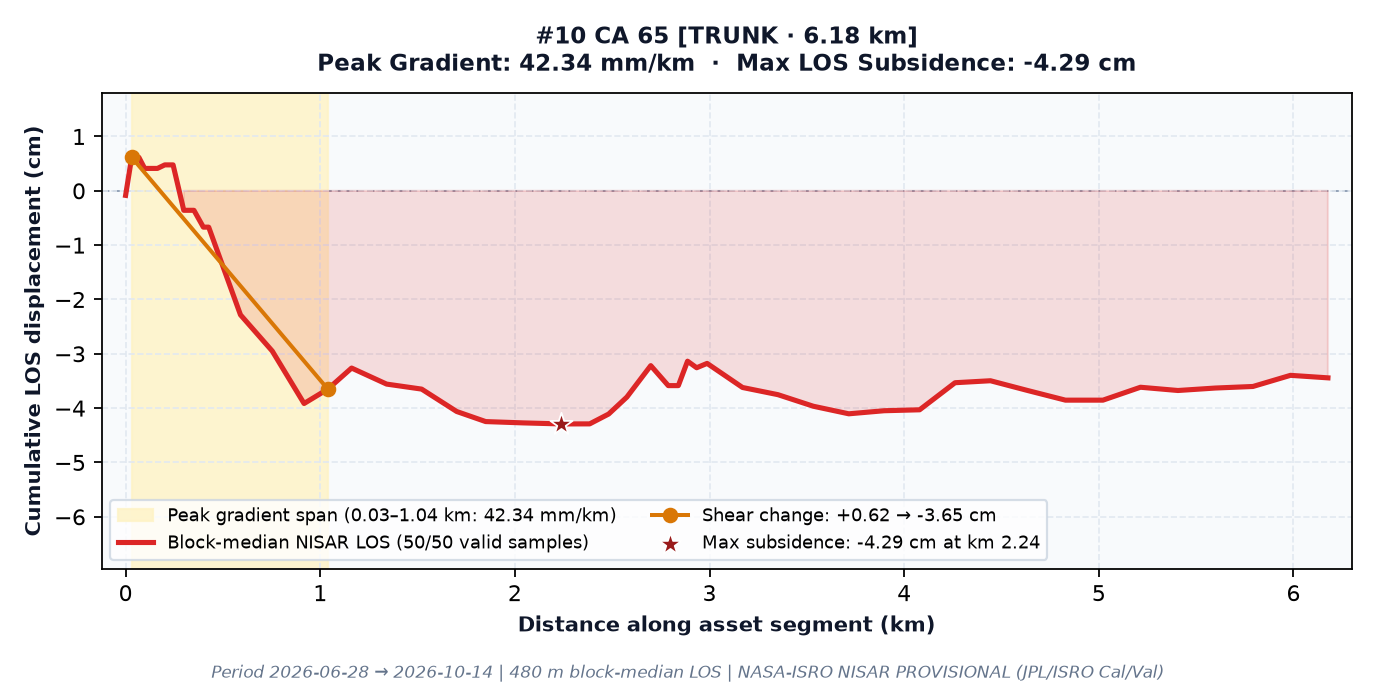 #10 CA 65 [TRUNK · 6.18 km]
Peak Gradient: 42.34 mm/km · Max LOS Subsidence: -4.29 cm
Cumulative LOS displacement (cm)
1
0
−1
−2
−3
−4
−5
−6
Peak gradient span (0.03–1.04 km: 42.34 mm/km)
Block-median NISAR LOS (50/50 valid samples)
Shear change: +0.62 → -3.65 cm
Max subsidence: -4.29 cm at km 2.24
0 1 2 3 4 5 6
Distance along asset segment (km)
Period 2026-06-28 → 2026-10-14 | 480 m block-median LOS | NASA-ISRO NISAR PROVISIONAL (JPL/ISRO Cal/Val)